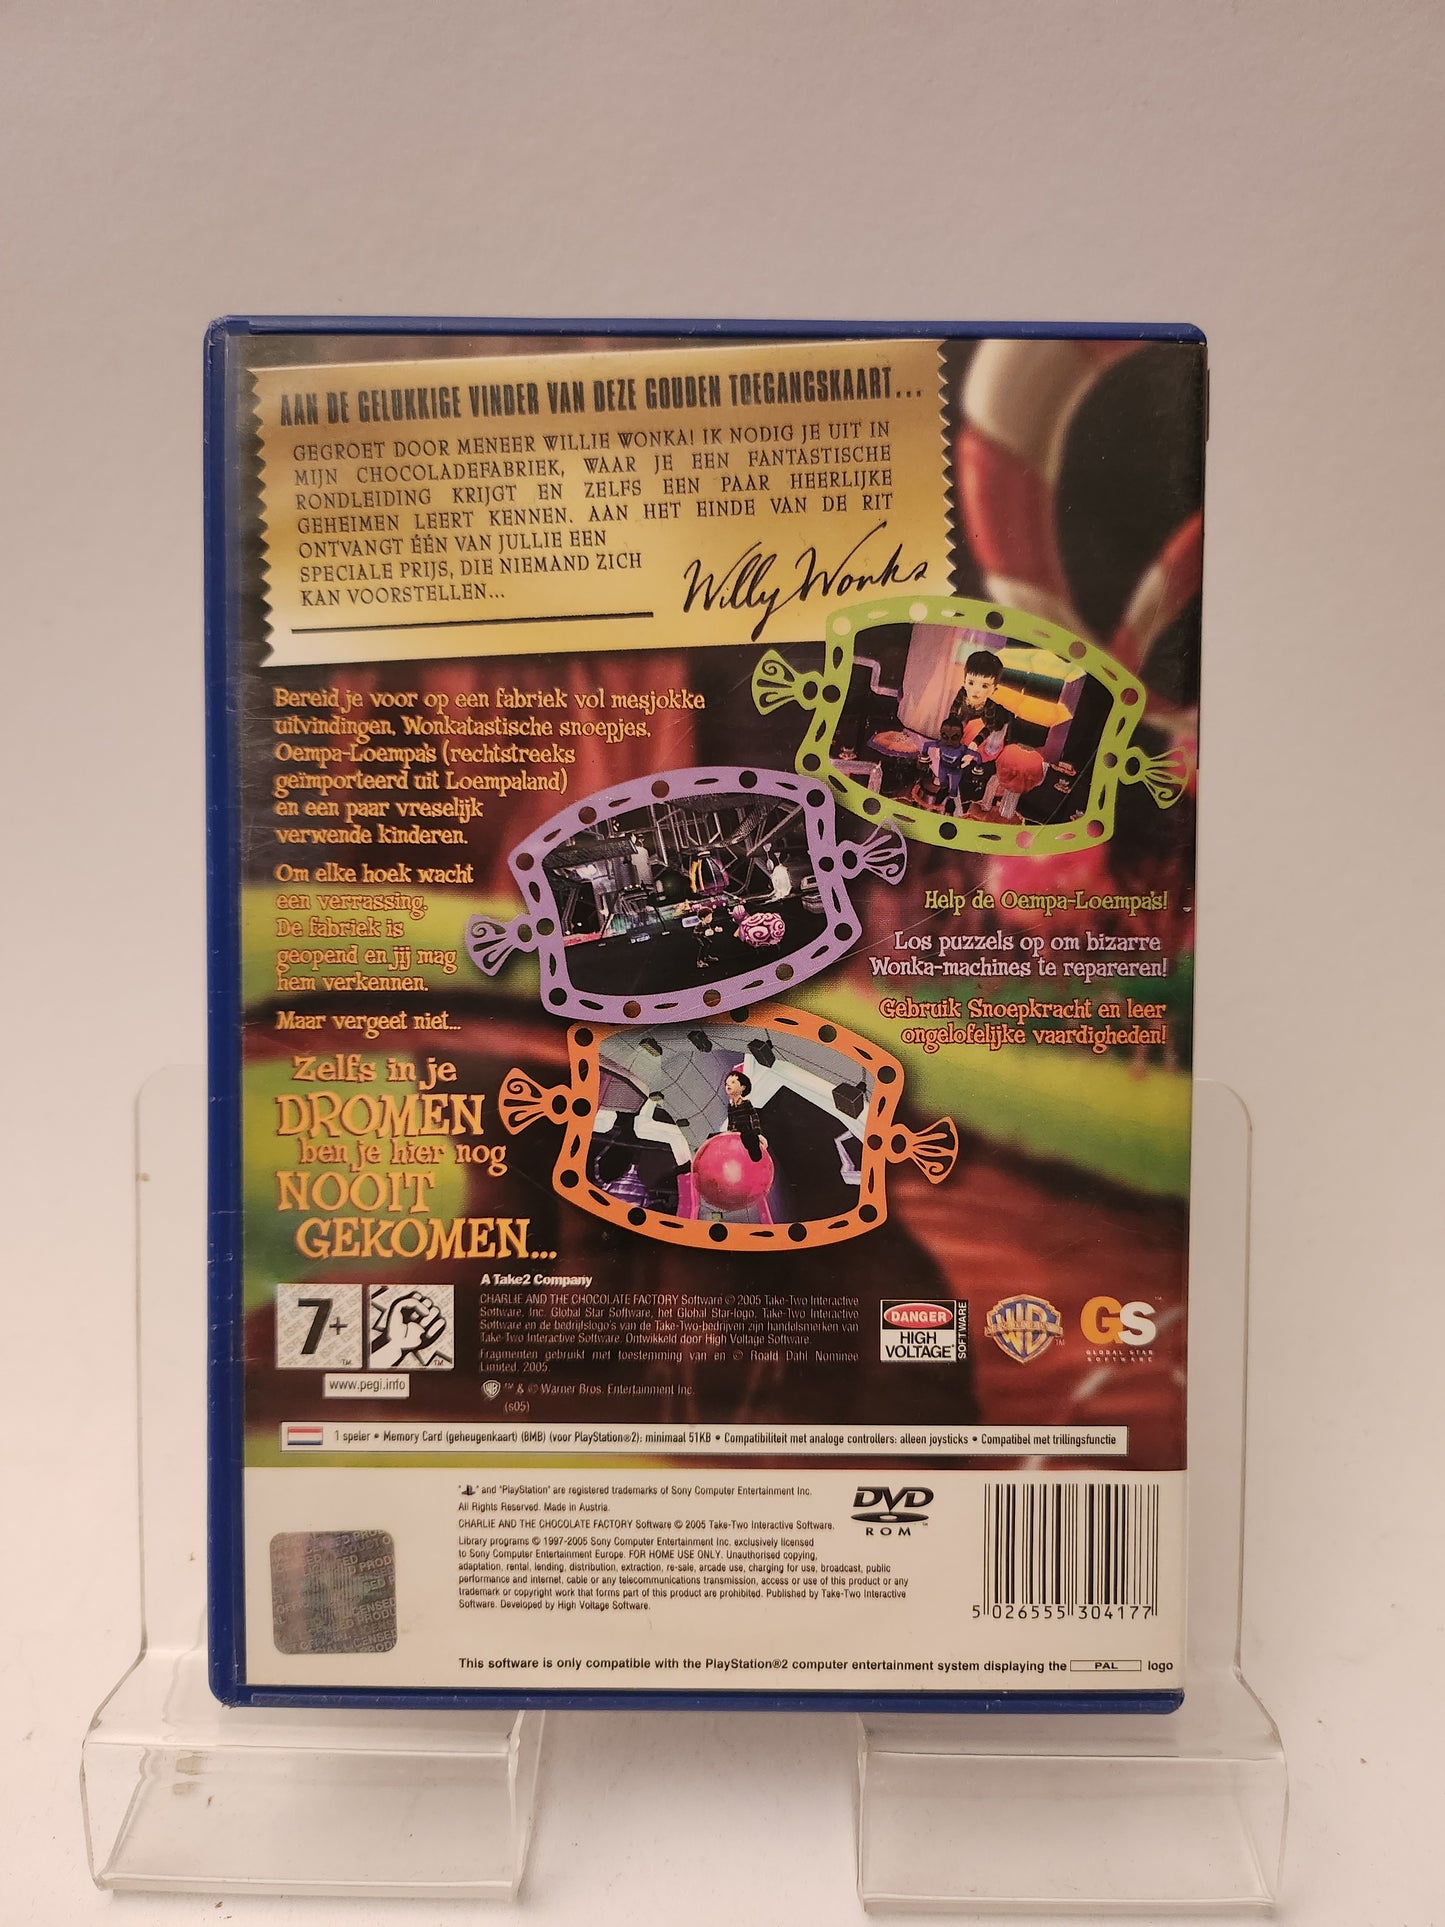 AAN DE GELUKKIGE VINDER VAN DEZE GOUDEN TOEGANGSKAART...
GEGROET DOOR MENEER WILLIE WONKA! IK NODIG JE UIT IN
MIJN CHOCOLADEFABRIEK, WAAR JE EEN FANTASTISCHE
RONDLEIDING KRIJGT EN ZELFS EEN PAAR HEERLIJKE
GEHEIMEN LEERT KENNEN. AAN HET EINDE VAN DE RIT
ONTVANGT ÉÉN VAN JULLIE EEN
SPECIALE PRIJS, DIE NIEMAND ZICH
KAN VOORSTELLEN...
Willy Wonka
Bereid je voor op een fabriek vol mesjokke
uitvindingen, Wonkatastische snoepjes,
Oempa-Loempa's (rechtstreeks
geïmporteerd uit Loempaland)
en een paar vreselijk
verwende kinderen.
Om elke hoek wacht
een verrassing.
De fabriek is
geopend en jij mag
hem verkennen.
Maar vergeet niet...
Zelfs in je
DROMEN
ben je hier nog
NOOIT
GEKOMEN...
Help de Oempa-Loempa's!
Los puzzels op om bizarre
Wonka-machines te repareren!
Gebruik Snoepkracht en leer
ongelofelijke vaardigheden!
7+
www.pegi.info
A Take2 Company
CHARLIE AND THE CHOCOLATE FACTORY Software © 2005 Take-Two Interactive
Software, Inc. Global Star Software, het Global Star-logo, Take-Two Interactive
Software en de bedrijfslogo's van de Take-Two-bedrijven zijn handelsmerken van
Take-Two Interactive Software. Ontwikkeld door High Voltage Software.
Fragmenten gebruikt met toestemming van en © Roald Dahl Nominee
Limited, 2005.
™ & © Warner Bros. Entertainment Inc.
(s05)
DANGER
HIGH
VOLTAGE
SOFTWARE
WB
GS
GLOBAL STAR
SOFTWARE
1 speler • Memory Card (geheugenkaart) (8MB) (voor PlayStation®2): minimaal 51KB • Compatibiliteit met analoge controllers: alleen joysticks • Compatibel met trillingsfunctie
" " and "PlayStation" are registered trademarks of Sony Computer Entertainment Inc.
All Rights Reserved. Made in Austria.
CHARLIE AND THE CHOCOLATE FACTORY Software © 2005 Take-Two Interactive Software.
Library programs © 1997-2005 Sony Computer Entertainment Inc. exclusively licensed
to Sony Computer Entertainment Europe. FOR HOME USE ONLY. Unauthorised copying,
adaptation, rental, lending, distribution, extraction, re-sale, arcade use, charging for use, broadcast, public
performance and internet, cable or any telecommunications transmission, access or use of this product or any
trademark or copyright work that forms part of this product are prohibited. Published by Take-Two Interactive
Software. Developed by High Voltage Software.
DVD
ROM
5 026555 304177
This software is only compatible with the PlayStation®2 computer entertainment system displaying the PAL logo